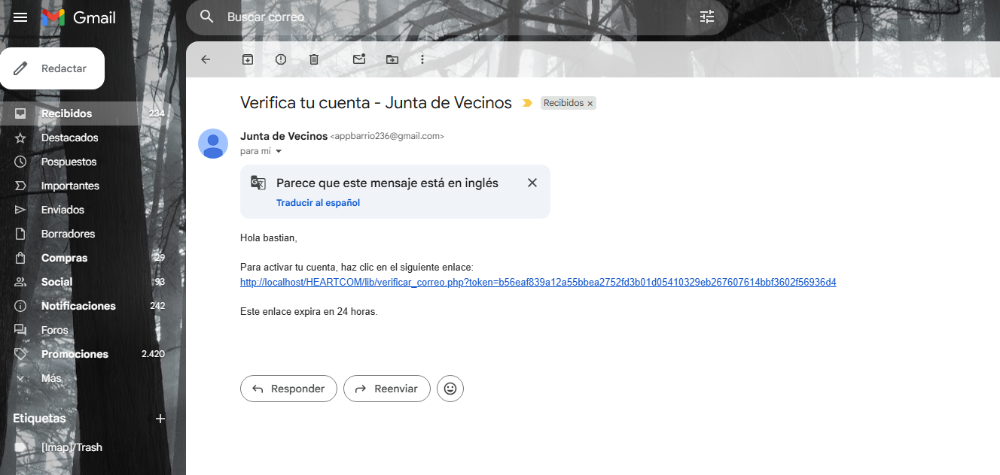 Gmail
Buscar correo
Redactar
Recibidos 234
Destacados
Pospuestos
Importantes
Enviados
Borradores
Compras 29
Social 93
Notificaciones 242
Foros
Promociones 2.420
Más
Etiquetas
[Imap]/Trash
Verifica tu cuenta - Junta de Vecinos Recibidos ×
Junta de Vecinos <appbarrio236@gmail.com>
para mí
Parece que este mensaje está en inglés
Traducir al español
Hola bastian,
Para activar tu cuenta, haz clic en el siguiente enlace:
http://localhost/HEARTCOM/lib/verificar_correo.php?token=b56eaf839a12a55bbea2752fd3b01d05410329eb267607614bbf3602f56936d4
Este enlace expira en 24 horas.
Responder Reenviar